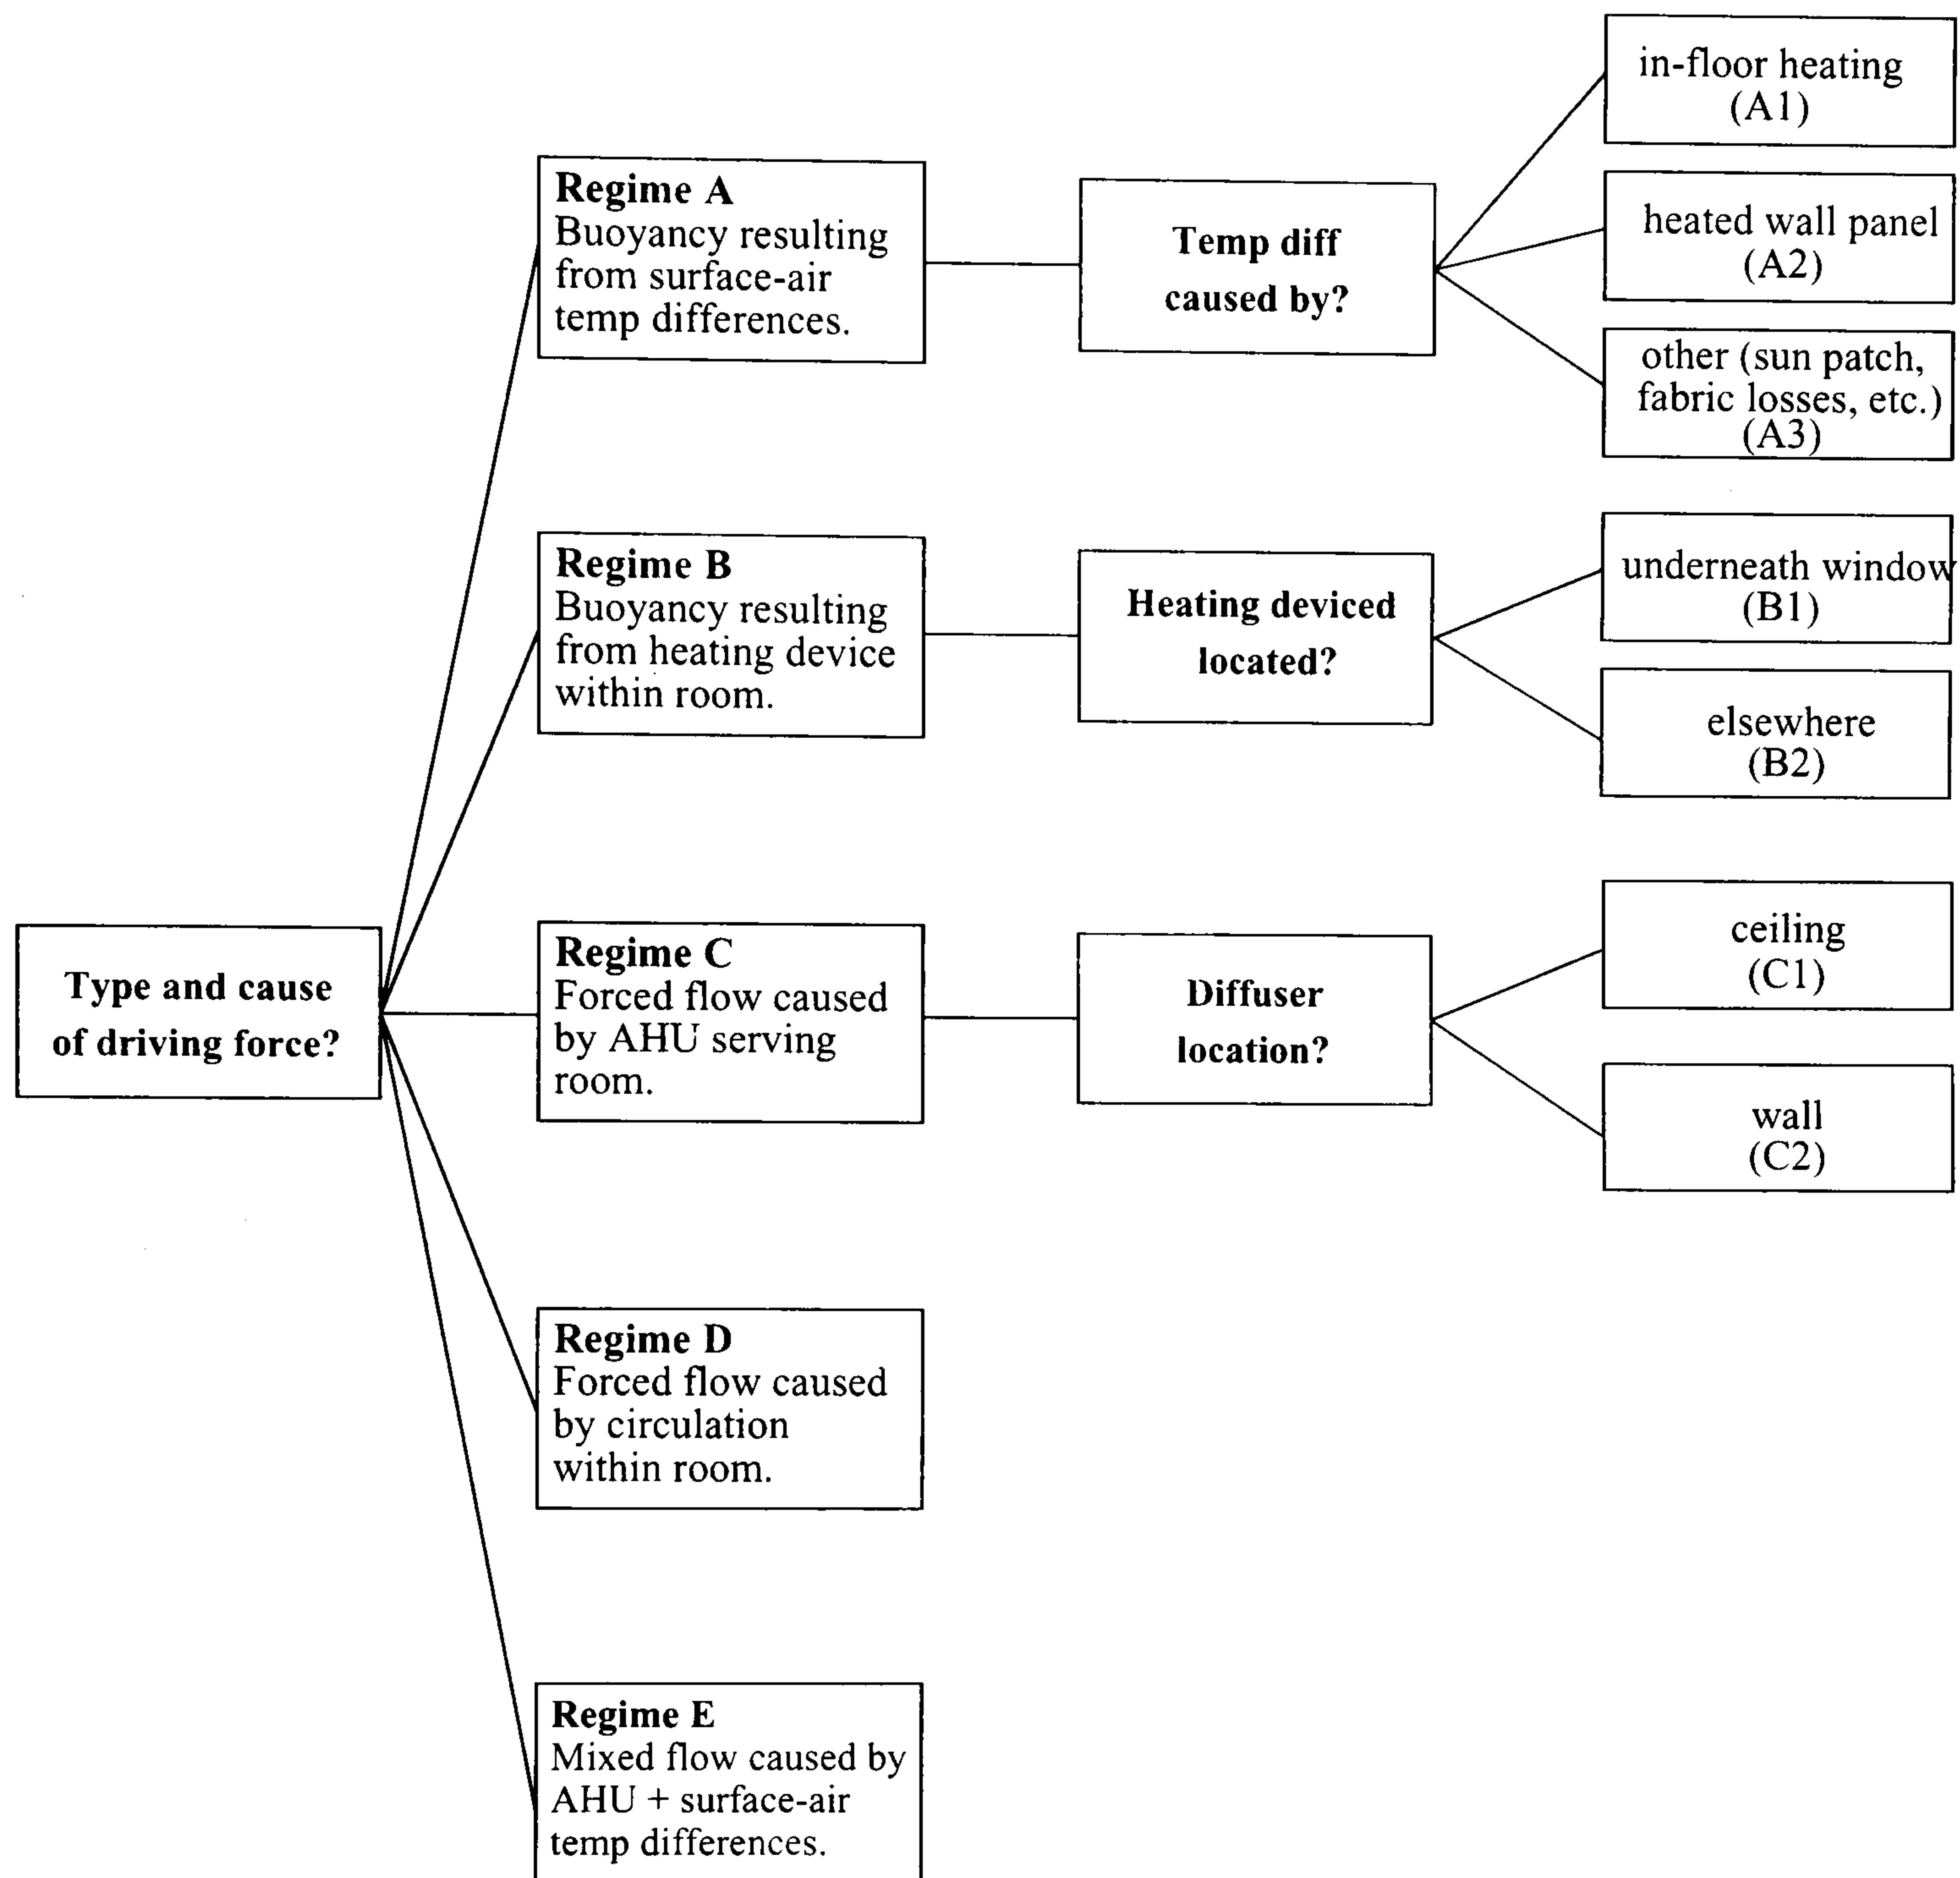 Type and cause
of driving force?
Regime A
Buoyancy resulting
from surface-air
temp differences.
Temp diff
caused by?
in-floor heating
(A1)
heated wall panel
(A2)
other (sun patch,
fabric losses, etc.)
(A3)
Regime B
Buoyancy resulting
from heating device
within room.
Heating deviced
located?
underneath window
(B1)
elsewhere
(B2)
Regime C
Forced flow caused
by AHU serving
room.
Diffuser
location?
ceiling
(C1)
wall
(C2)
Regime D
Forced flow caused
by circulation
within room.
Regime E
Mixed flow caused by
AHU + surface-air
temp differences.